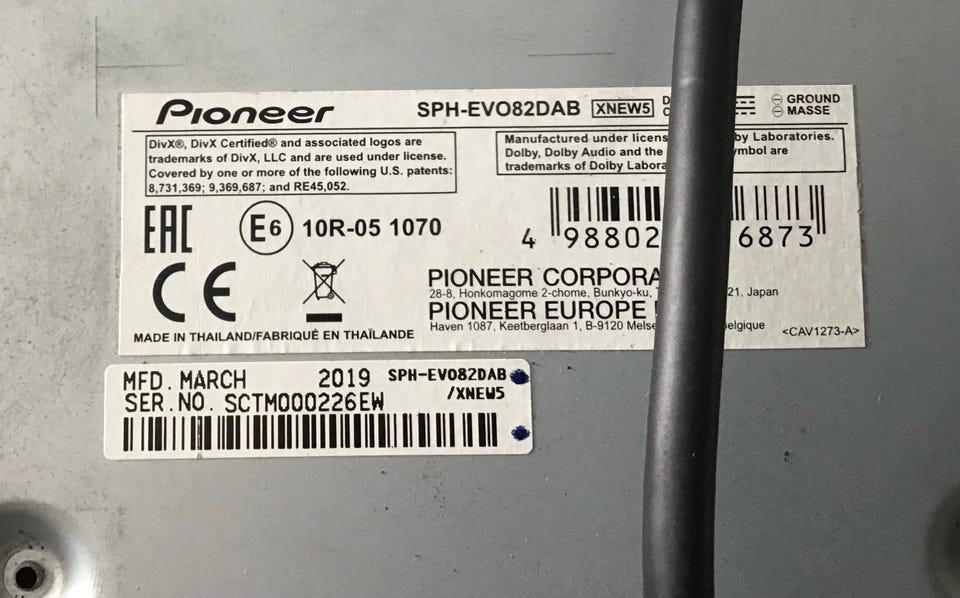 Pioneer SPH-EVO82DAB XNEW5 ⊖ GROUND
⊖ MASSE
DivX®, DivX Certified® and associated logos are
trademarks of DivX, LLC and are used under license.
Covered by one or more of the following U.S. patents:
8,731,369; 9,369,687; and RE45,052.
Manufactured under licens by Laboratories.
Dolby, Dolby Audio and the ymbol are
trademarks of Dolby Labora
EAC E6 10R-05 1070
4 98802 6873
CE
PIONEER CORPORA
28-8, Honkomagome 2-chome, Bunkyo-ku, 21, Japan
PIONEER EUROPE
Haven 1087, Keetberglaan 1, B-9120 Melse elgique <CAV1273-A>
MADE IN THAILAND/FABRIQUÉ EN THAÏLANDE
MFD. MARCH 2019 SPH-EVO82DAB
/XNEW5
SER.NO. SCTM000226EW